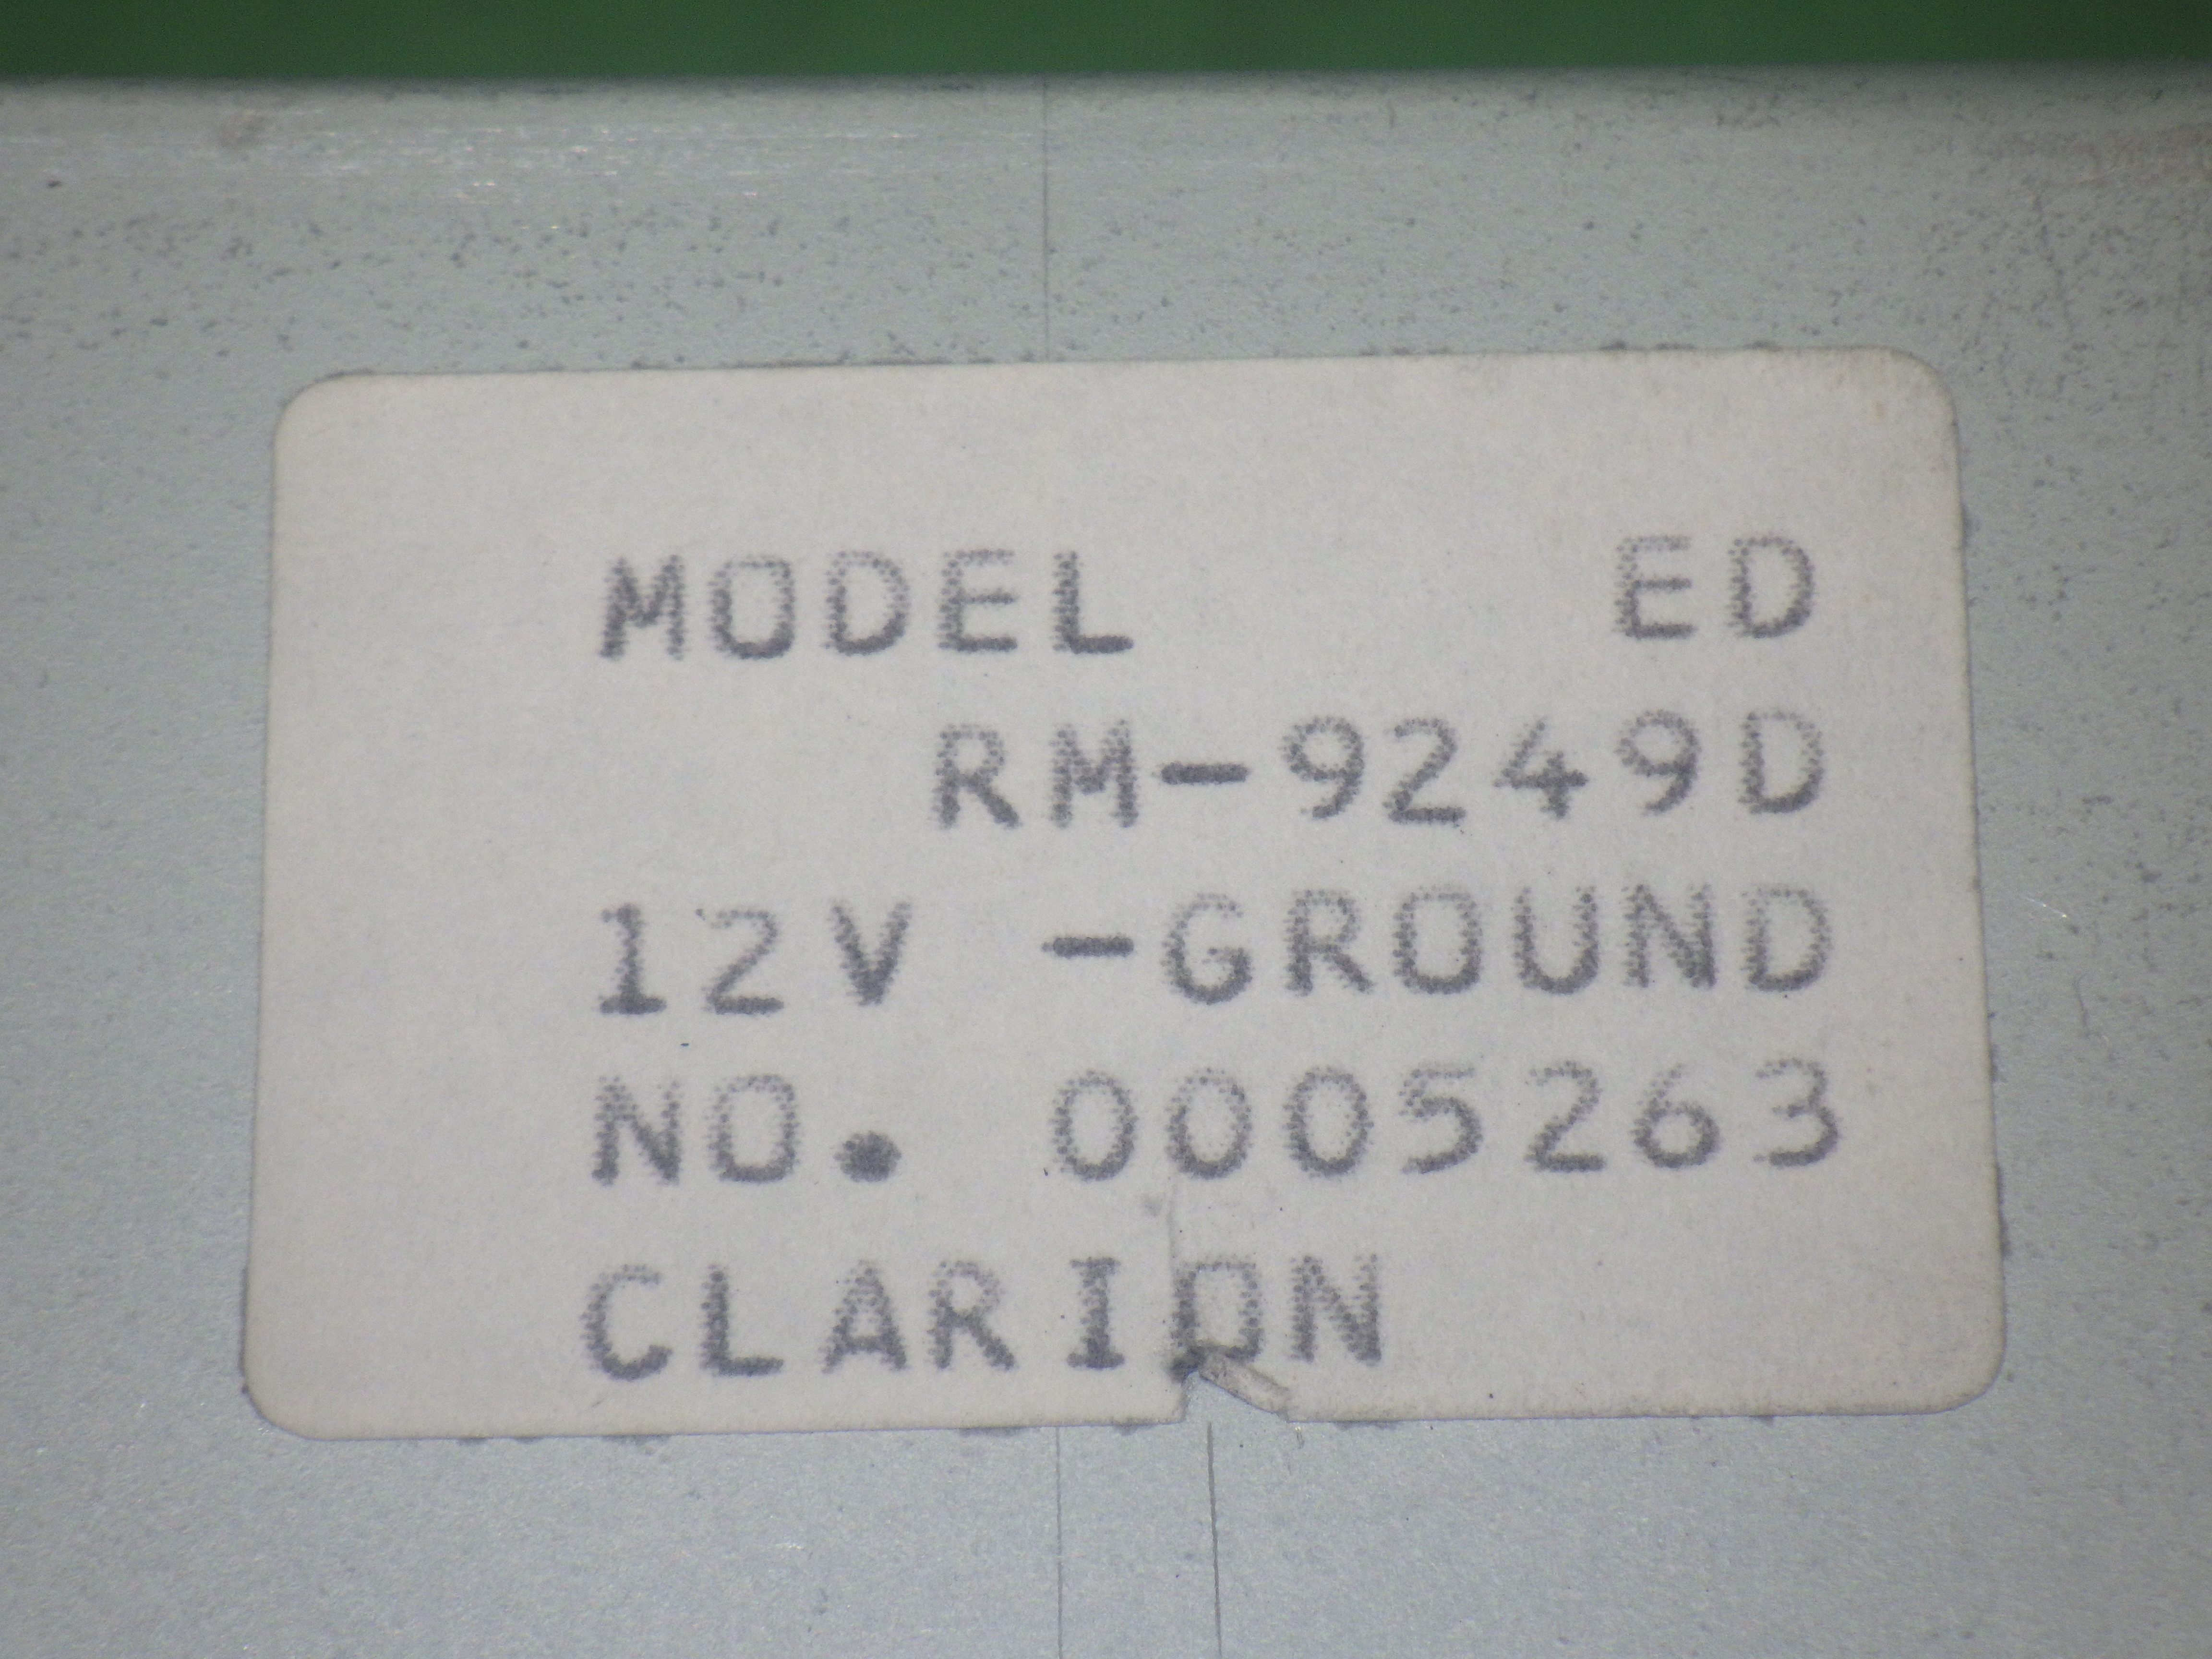 MODEL ED
RM-9249D
12V -GROUND
NO. 0005263
CLARION